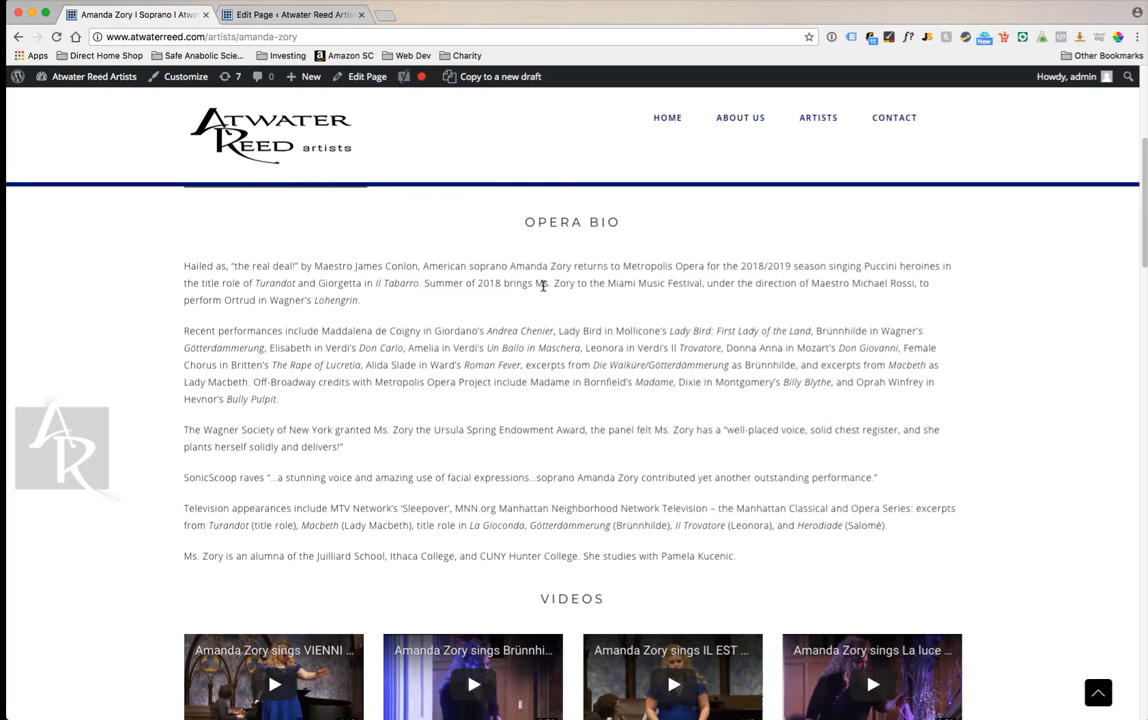 Amanda Zory I Soprano I Atwa
Edit Page ‹ Atwater Reed Artis
www.atwaterreed.com/artists/amanda-zory
Apps Direct Home Shop Safe Anabolic Scie... Investing Amazon SC Web Dev Charity Other Bookmarks
Atwater Reed Artists Customize 7 0 New Edit Page Copy to a new draft Howdy, admin
ATWATER
REED artists
HOME ABOUT US ARTISTS CONTACT
OPERA BIO
Hailed as, “the real deal!” by Maestro James Conlon, American soprano Amanda Zory returns to Metropolis Opera for the 2018/2019 season singing Puccini heroines in
the title role of Turandot and Giorgetta in Il Tabarro. Summer of 2018 brings Ms. Zory to the Miami Music Festival, under the direction of Maestro Michael Rossi, to
perform Ortrud in Wagner’s Lohengrin.
Recent performances include Maddalena de Coigny in Giordano’s Andrea Chenier, Lady Bird in Mollicone’s Lady Bird: First Lady of the Land, Brünnhilde in Wagner’s
Götterdammerung, Elisabeth in Verdi’s Don Carlo, Amelia in Verdi’s Un Ballo in Maschera, Leonora in Verdi’s Il Trovatore, Donna Anna in Mozart’s Don Giovanni, Female
Chorus in Britten’s The Rape of Lucretia, Alida Slade in Ward’s Roman Fever, excerpts from Die Walküre/Götterdammerung as Brünnhilde, and excerpts from Macbeth as
Lady Macbeth. Off-Broadway credits with Metropolis Opera Project include Madame in Bornfield’s Madame, Dixie in Montgomery’s Billy Blythe, and Oprah Winfrey in
Hevnor’s Bully Pulpit.
The Wagner Society of New York granted Ms. Zory the Ursula Spring Endowment Award, the panel felt Ms. Zory has a “well-placed voice, solid chest register, and she
plants herself solidly and delivers!”
SonicScoop raves “...a stunning voice and amazing use of facial expressions...soprano Amanda Zory contributed yet another outstanding performance.”
Television appearances include MTV Network’s ‘Sleepover’, MNN.org Manhattan Neighborhood Network Television – the Manhattan Classical and Opera Series: excerpts
from Turandot (title role), Macbeth (Lady Macbeth), title role in La Gioconda, Götterdämmerung (Brünnhilde), Il Trovatore (Leonora), and Herodiade (Salomé).
Ms. Zory is an alumna of the Juilliard School, Ithaca College, and CUNY Hunter College. She studies with Pamela Kucenic.
AR
VIDEOS
Amanda Zory sings VIENNI ...
Amanda Zory sings Brünnhi...
Amanda Zory sings IL EST ...
Amanda Zory sings La luce ...